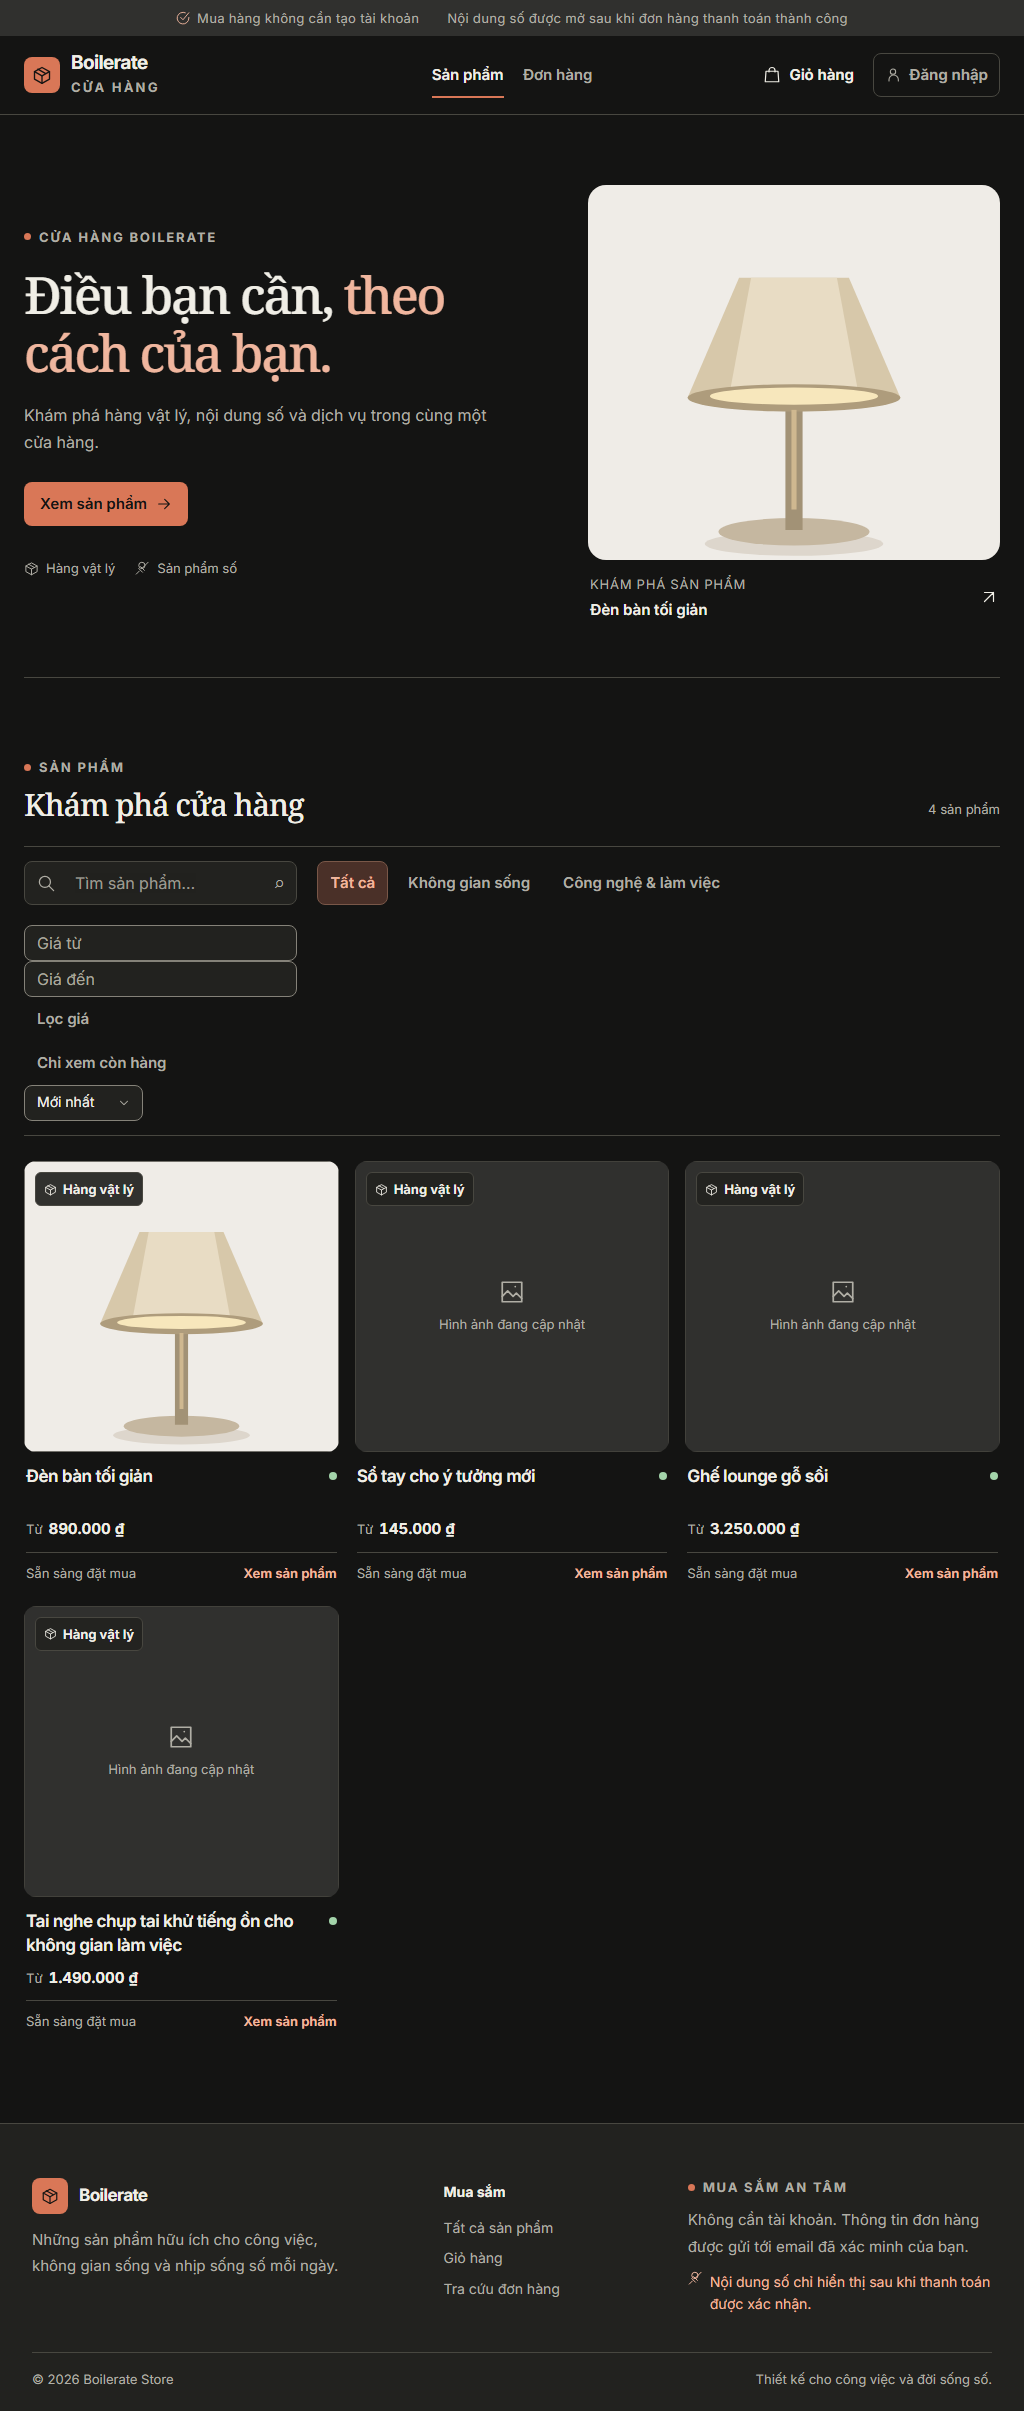 Mua hàng không cần tạo tài khoản
Nội dung số được mở sau khi đơn hàng thanh toán thành công
Boilerate
CỬA HÀNG
Sản phẩm
Đơn hàng
Giỏ hàng
Đăng nhập
CỬA HÀNG BOILERATE
Điều bạn cần, theo
cách của bạn.
Khám phá hàng vật lý, nội dung số và dịch vụ trong cùng một
cửa hàng.
Xem sản phẩm
Hàng vật lý
Sản phẩm số
KHÁM PHÁ SẢN PHẨM
Đèn bàn tối giản
SẢN PHẨM
Khám phá cửa hàng
4 sản phẩm
Tìm sản phẩm...
Tất cả
Không gian sống
Công nghệ & làm việc
Giá từ
Giá đến
Lọc giá
Chỉ xem còn hàng
Mới nhất
Hàng vật lý
Hàng vật lý
Hàng vật lý
Hình ảnh đang cập nhật
Hình ảnh đang cập nhật
Đèn bàn tối giản
Sổ tay cho ý tưởng mới
Ghế lounge gỗ sồi
Từ 890.000 ₫
Từ 145.000 ₫
Từ 3.250.000 ₫
Sẵn sàng đặt mua
Xem sản phẩm
Sẵn sàng đặt mua
Xem sản phẩm
Sẵn sàng đặt mua
Xem sản phẩm
Hàng vật lý
Hình ảnh đang cập nhật
Tai nghe chụp tai khử tiếng ồn cho
không gian làm việc
Từ 1.490.000 ₫
Sẵn sàng đặt mua
Xem sản phẩm
Boilerate
Những sản phẩm hữu ích cho công việc,
không gian sống và nhịp sống số mỗi ngày.
Mua sắm
Tất cả sản phẩm
Giỏ hàng
Tra cứu đơn hàng
MUA SẮM AN TÂM
Không cần tài khoản. Thông tin đơn hàng
được gửi tới email đã xác minh của bạn.
Nội dung số chỉ hiển thị sau khi thanh toán
được xác nhận.
© 2026 Boilerate Store
Thiết kế cho công việc và đời sống số.